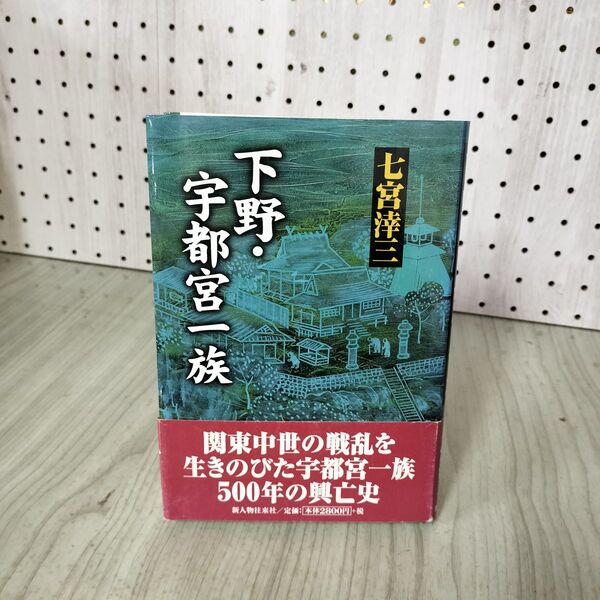 七宮涬三
下野・
宇都宮一族
関東中世の戦乱を
生きのびた宇都宮一族
500年の興亡史
新人物往来社／定価：本体2800円+税